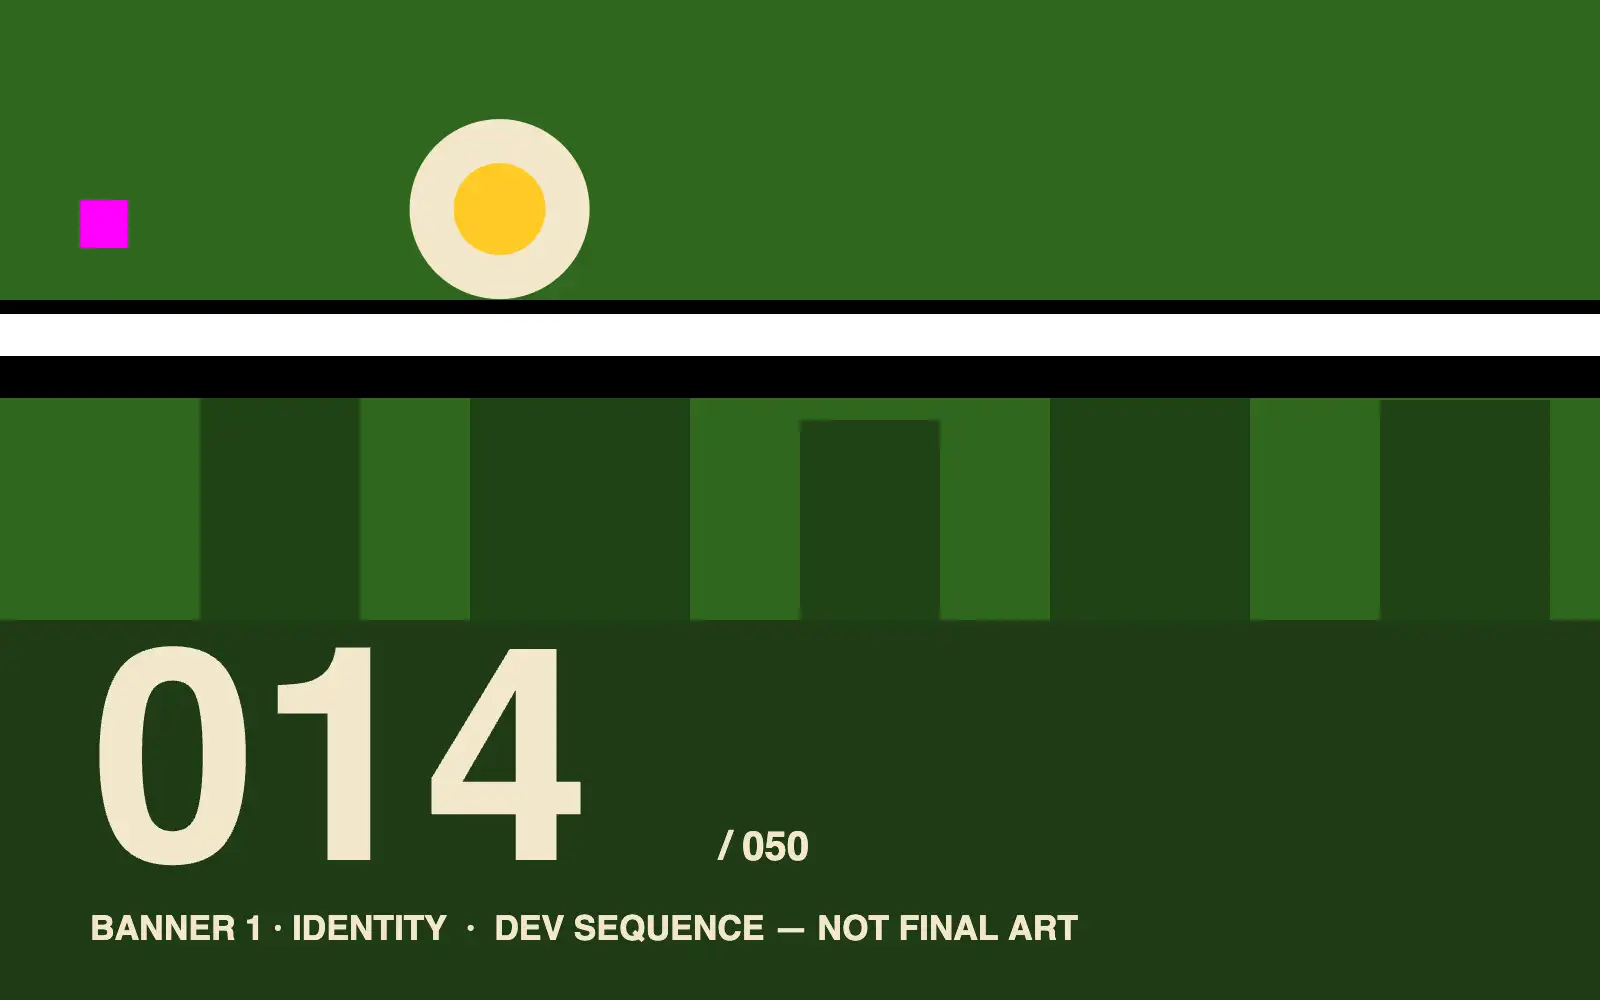 014 / 050
BANNER 1 · IDENTITY · DEV SEQUENCE — NOT FINAL ART